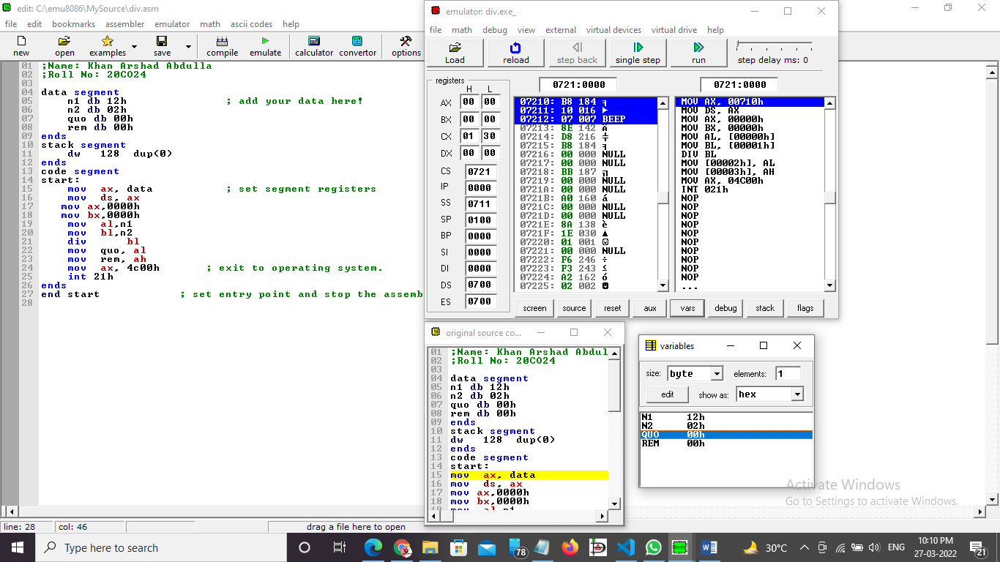 edit: C:\emu8086\MySource\div.asm
file edit bookmarks assembler emulator math ascii codes help
new open examples save compile emulate calculator convertor options
01 ;Name: Khan Arshad Abdulla
02 ;Roll No: 20CO24
03
04 data segment
05 n1 db 12h ; add your data here!
06 n2 db 02h
07 quo db 00h
08 rem db 00h
09 ends
10 stack segment
11 dw 128 dup(0)
12 ends
13 code segment
14 start:
15 mov ax, data ; set segment registers
16 mov ds, ax
17 mov ax,0000h
18 mov bx,0000h
19 mov al,n1
20 mov bl,n2
21 div bl
22 mov quo, al
23 mov rem, ah
24 mov ax, 4c00h ; exit to operating system.
25 int 21h
26 ends
27 end start ; set entry point and stop the assemb
28
line: 28 col: 46 drag a file here to open
emulator: div.exe_
file math debug view external virtual devices virtual drive help
Load reload step back single step run step delay ms: 0
registers
H L
AX 00 00
BX 00 00
CX 01 30
DX 00 00
CS 0721
IP 0000
SS 0711
SP 0100
BP 0000
SI 0000
DI 0000
DS 0700
ES 0700
0721:0000
07210: B8 184 ╕
07211: 10 016 ►
07212: 07 007 BEEP
07213: 8E 142 Ä
07214: D8 216 ╪
07215: B8 184 ╕
07216: 00 000 NULL
07217: 00 000 NULL
07218: BB 187 ╗
07219: 00 000 NULL
0721A: 00 000 NULL
0721B: A0 160 á
0721C: 00 000 NULL
0721D: 00 000 NULL
0721E: 8A 138 è
0721F: 1E 030 ▲
07220: 01 001 ☺
07221: 00 000 NULL
07222: F6 246 ÷
07223: F3 243 ≤
07224: A2 162 ó
07225: 02 002 ☻
0721:0000
MOV AX, 00710h
MOV DS, AX
MOV AX, 00000h
MOV BX, 00000h
MOV AL, [00000h]
MOV BL, [00001h]
DIV BL
MOV [00002h], AL
MOV [00003h], AH
MOV AX, 04C00h
INT 021h
NOP
NOP
NOP
NOP
NOP
NOP
NOP
NOP
NOP
NOP
...
screen source reset aux vars debug stack flags
original source co...
01 ;Name: Khan Arshad Abdul
02 ;Roll No: 20CO24
03
04 data segment
05 n1 db 12h
06 n2 db 02h
07 quo db 00h
08 rem db 00h
09 ends
10 stack segment
11 dw 128 dup(0)
12 ends
13 code segment
14 start:
15 mov ax, data
16 mov ds, ax
17 mov ax,0000h
18 mov bx,0000h
variables
size: byte elements: 1
edit show as: hex
N1 12h
N2 02h
QUO 00h
REM 00h
Activate Windows
Go to Settings to activate Windows.
Type here to search
78
8086
30°C
ENG
10:10 PM
27-03-2022
21